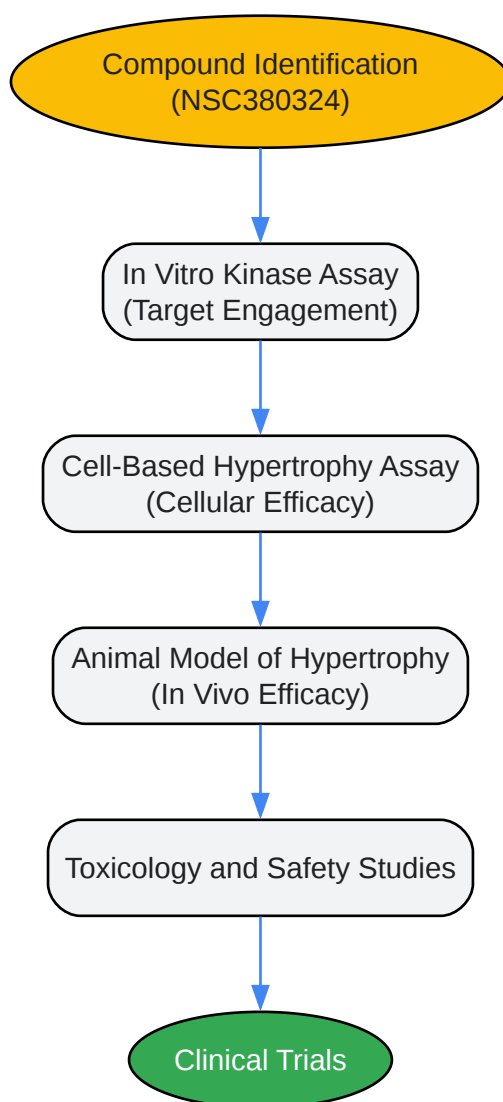 Compound Identification
(NSC380324)
In Vitro Kinase Assay
(Target Engagement)
Cell-Based Hypertrophy Assay
(Cellular Efficacy)
Animal Model of Hypertrophy
(In Vivo Efficacy)
Toxicology and Safety Studies
Clinical Trials